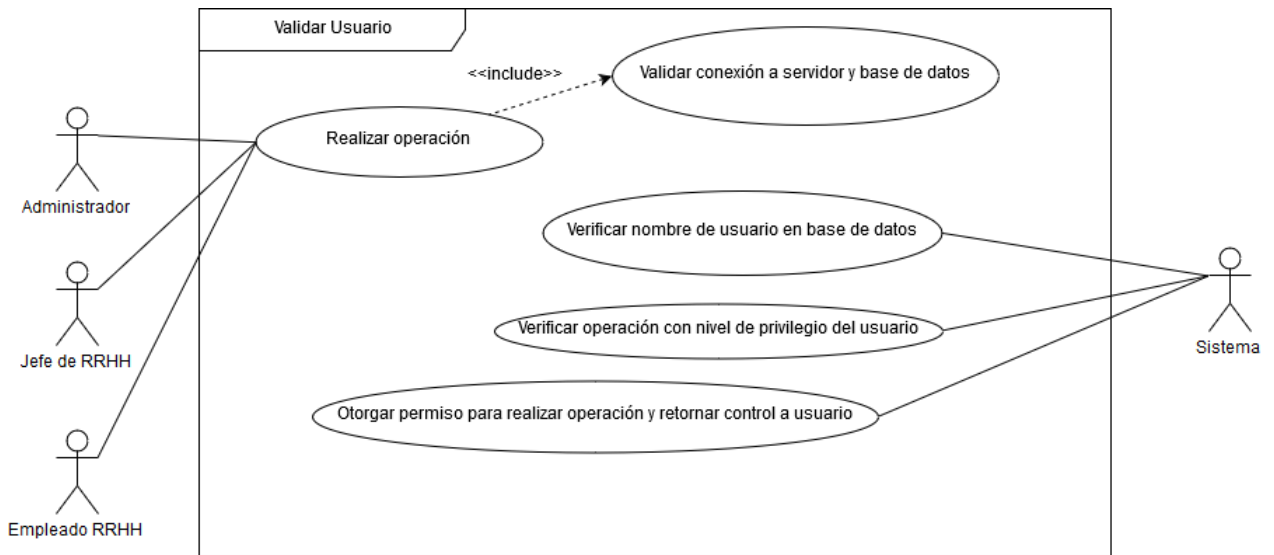 Validar Usuario
<<include>>
Validar conexión a servidor y base de datos
Realizar operación
Administrador
Verificar nombre de usuario en base de datos
Verificar operación con nivel de privilegio del usuario
Jefe de RRHH
Sistema
Otorgar permiso para realizar operación y retornar control a usuario
Empleado RRHH